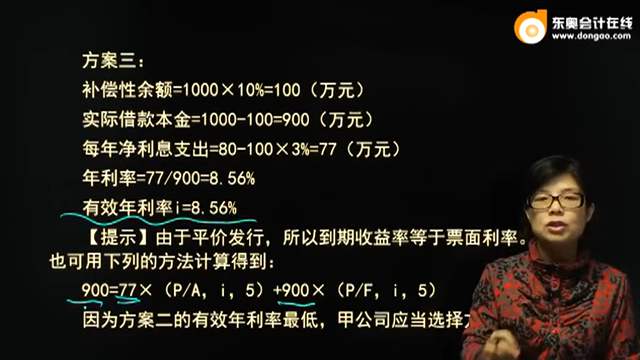 东奥会计在线
www.dongao.com
方案三：
补偿性余额=1000×10%=100（万元）
实际借款本金=1000-100=900（万元）
每年净利息支出=80-100×3%=77（万元）
年利率=77/900=8.56%
有效年利率i=8.56%
【提示】由于平价发行，所以到期收益率等于票面利率。
也可用下列的方法计算得到：
900=77×（P/A，i，5）+900×（P/F，i，5）
因为方案二的有效年利率最低，甲公司应当选择